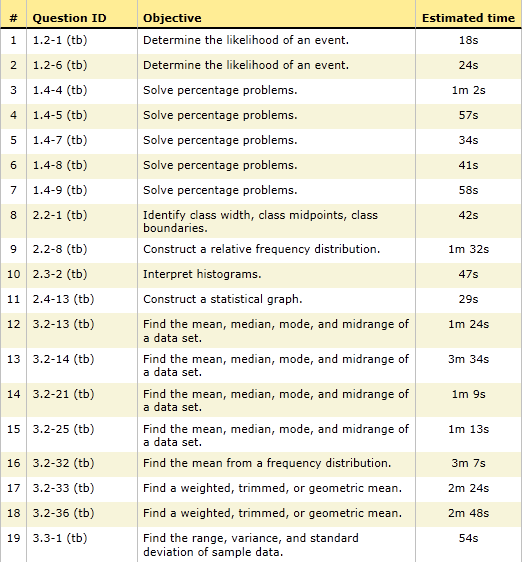 # Question ID Objective Estimated time
1 1.2-1 (tb) Determine the likelihood of an event. 18s
2 1.2-6 (tb) Determine the likelihood of an event. 24s
3 1.4-4 (tb) Solve percentage problems. 1m 2s
4 1.4-5 (tb) Solve percentage problems. 57s
5 1.4-7 (tb) Solve percentage problems. 34s
6 1.4-8 (tb) Solve percentage problems. 41s
7 1.4-9 (tb) Solve percentage problems. 58s
8 2.2-1 (tb) Identify class width, class midpoints, class 42s
boundaries.
9 2.2-8 (tb) Construct a relative frequency distribution. 1m 32s
10 2.3-2 (tb) Interpret histograms. 47s
11 2.4-13 (tb) Construct a statistical graph. 29s
12 3.2-13 (tb) Find the mean, median, mode, and midrange of 1m 24s
a data set.
13 3.2-14 (tb) Find the mean, median, mode, and midrange of 3m 34s
a data set.
14 3.2-21 (tb) Find the mean, median, mode, and midrange of 1m 9s
a data set.
15 3.2-25 (tb) Find the mean, median, mode, and midrange of 1m 13s
a data set.
16 3.2-32 (tb) Find the mean from a frequency distribution. 3m 7s
17 3.2-33 (tb) Find a weighted, trimmed, or geometric mean. 2m 24s
18 3.2-36 (tb) Find a weighted, trimmed, or geometric mean. 2m 48s
19 3.3-1 (tb) Find the range, variance, and standard 54s
deviation of sample data.